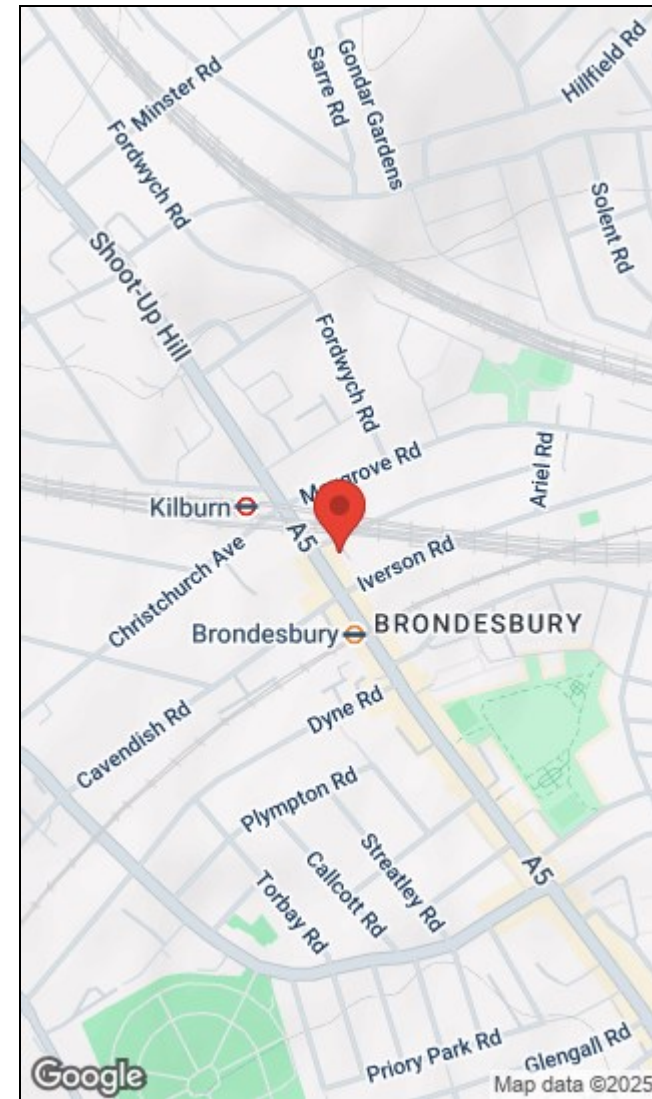 Minster Rd
Sarre Rd
Gondar Gardens
Hillfield Rd
Fordwych Rd
Solent Rd
Shoot-Up Hill
Fordwych Rd
Ariel Rd
Rd
Kilburn
A5
Iverson Rd
Christchurch Ave
Brondesbury
BRONDESBURY
Cavendish Rd
Dyne Rd
Plympton Rd
Streatley Rd
Callcott Rd
Torbay Rd
A5
Priory Park Rd
Glengall Rd
Google
Map data ©2025